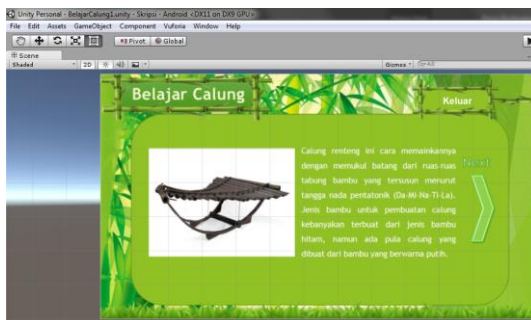 Unity Personal - BelajarCalung1.unity - Skripsi - Android <DX11 on DX9 GPU>
File Edit Assets GameObject Component Vuforia Window Help
Pivot Global
Scene
Shaded 2D Gizmos All
Belajar Calung
Keluar
Calung renteng ini cara memainkannya
dengan memukul batang dari ruas-ruas
tabung bambu yang tersusun menurut
tangga nada pentatonik (Da-Mi-Na-Ti-La).
Jenis bambu untuk pembuatan calung
kebanyakan terbuat dari jenis bambu
hitam, namun ada pula calung yang
dibuat dari bambu yang berwarna putih.
Next